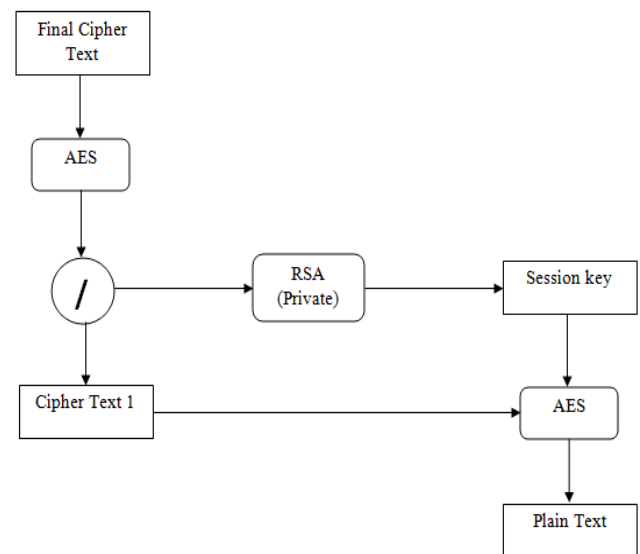 Final Cipher
Text
AES
/
RSA
(Private)
Session key
Cipher Text 1
AES
Plain Text